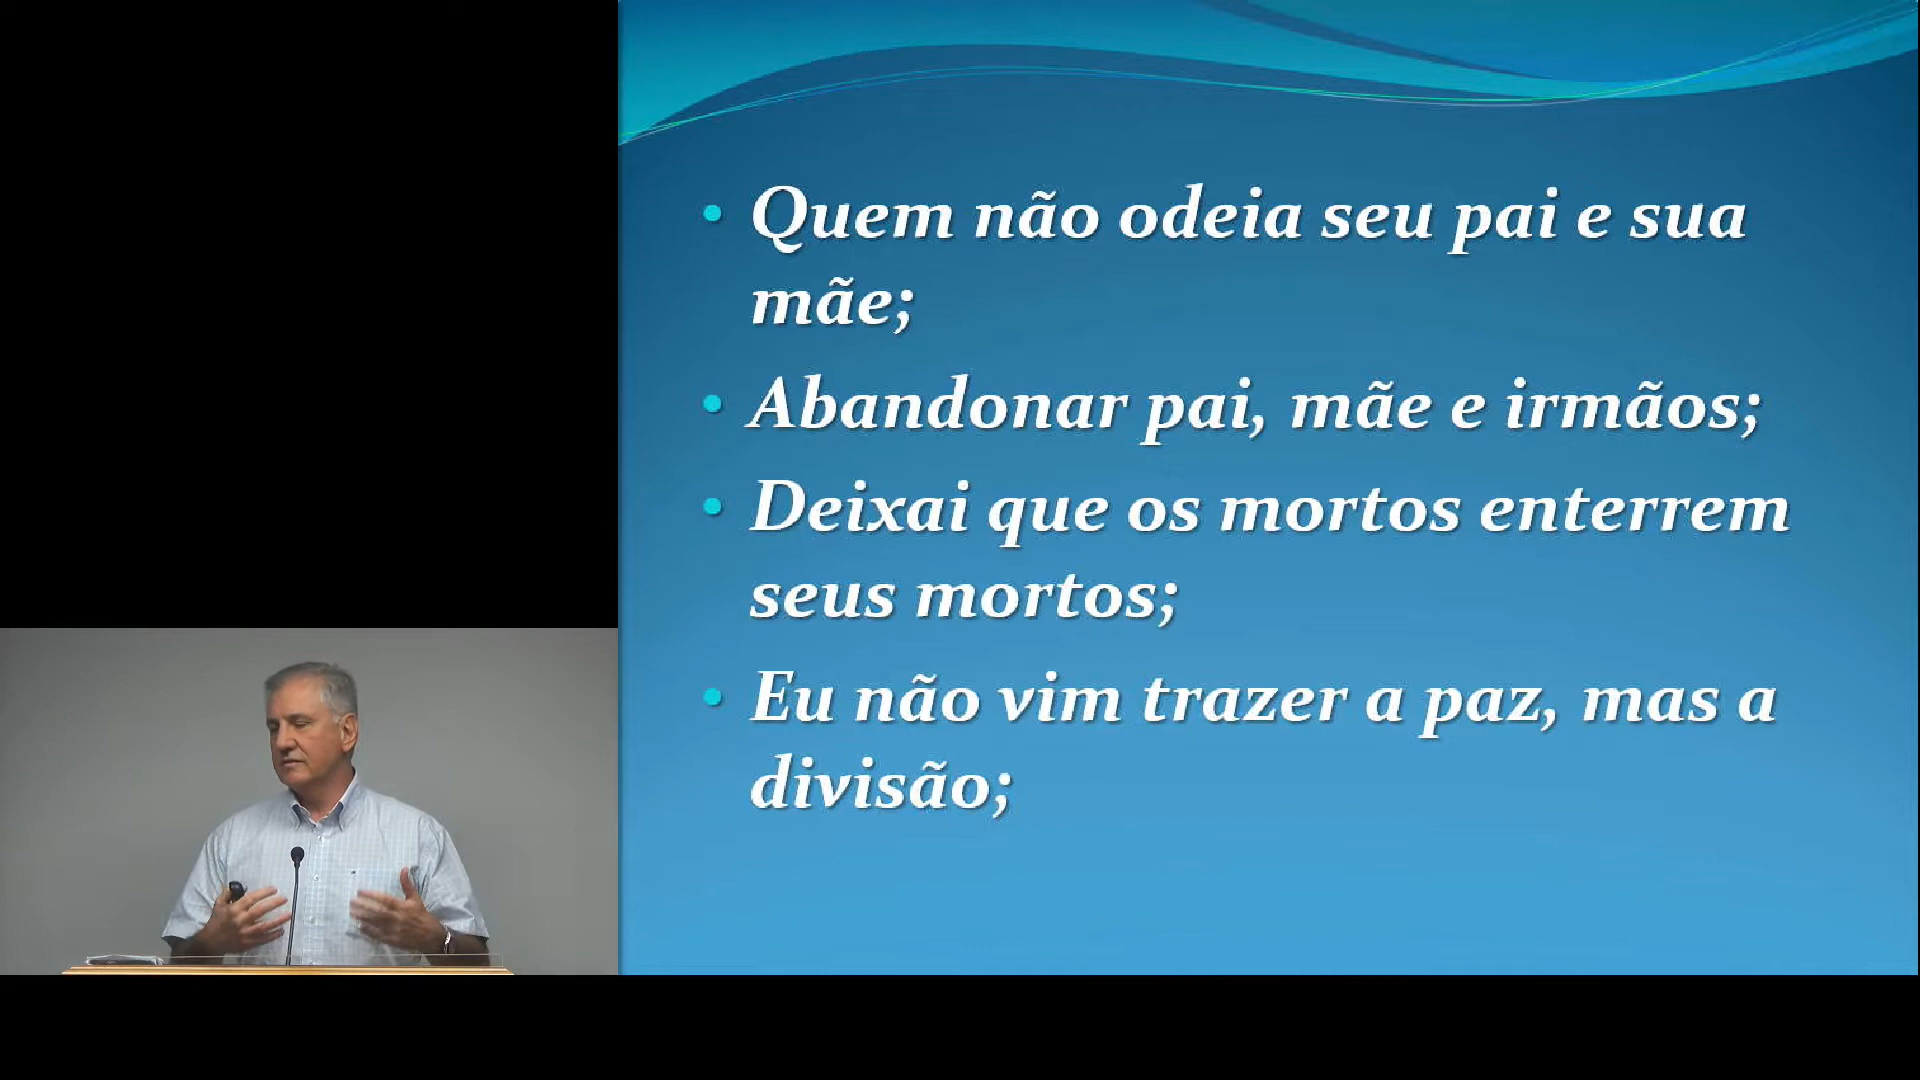 • Quem não odeia seu pai e sua
mãe;
• Abandonar pai, mãe e irmãos;
• Deixai que os mortos enterrem
seus mortos;
• Eu não vim trazer a paz, mas a
divisão;